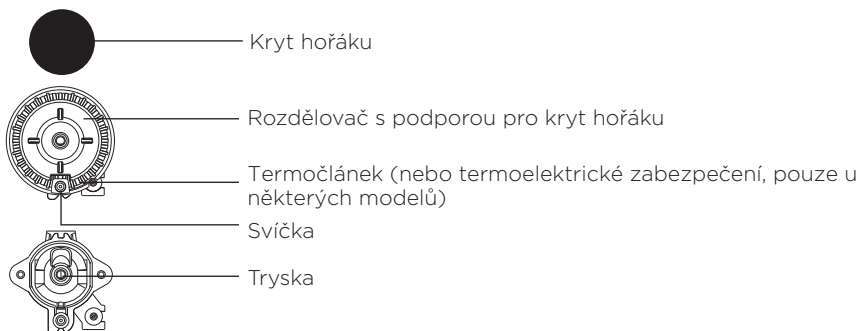 Kryt hořáku
Rozdělovač s podporou pro kryt hořáku
Termočlánek (nebo termoelektrické zabezpečení, pouze u
některých modelů)
Svíčka
Tryska